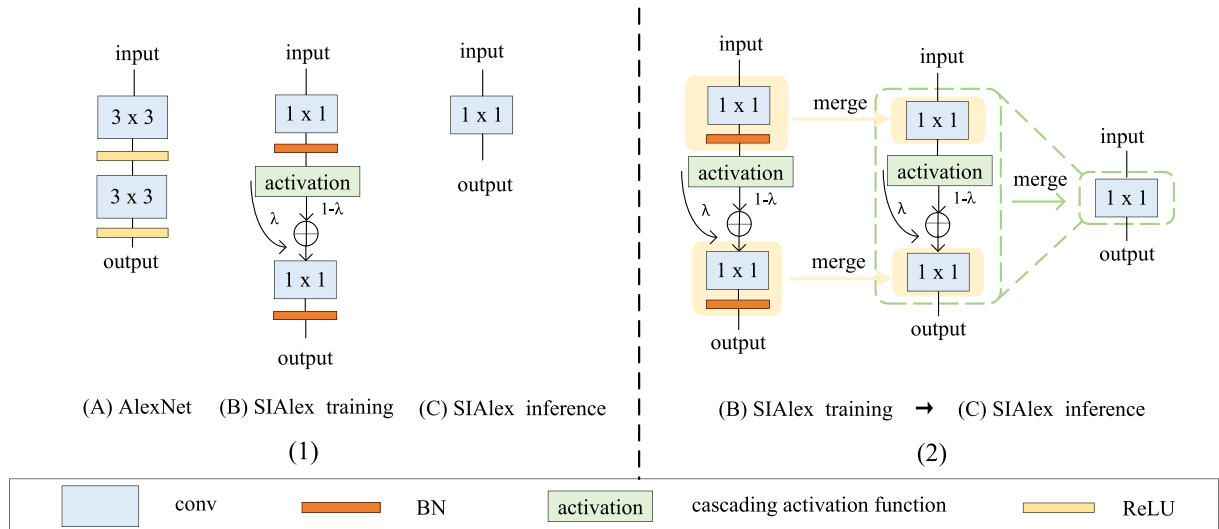 input
3 x 3
3 x 3
output
(A) AlexNet
input
1 x 1
activation
λ
1-λ
1 x 1
output
(B) SIAlex training
input
1 x 1
output
(C) SIAlex inference
(1)
input
1 x 1
activation
λ
1-λ
1 x 1
output
merge
merge
input
1 x 1
activation
λ
1-λ
1 x 1
output
merge
input
1 x 1
output
(B) SIAlex training → (C) SIAlex inference
(2)
conv
BN
activation
cascading activation function
ReLU